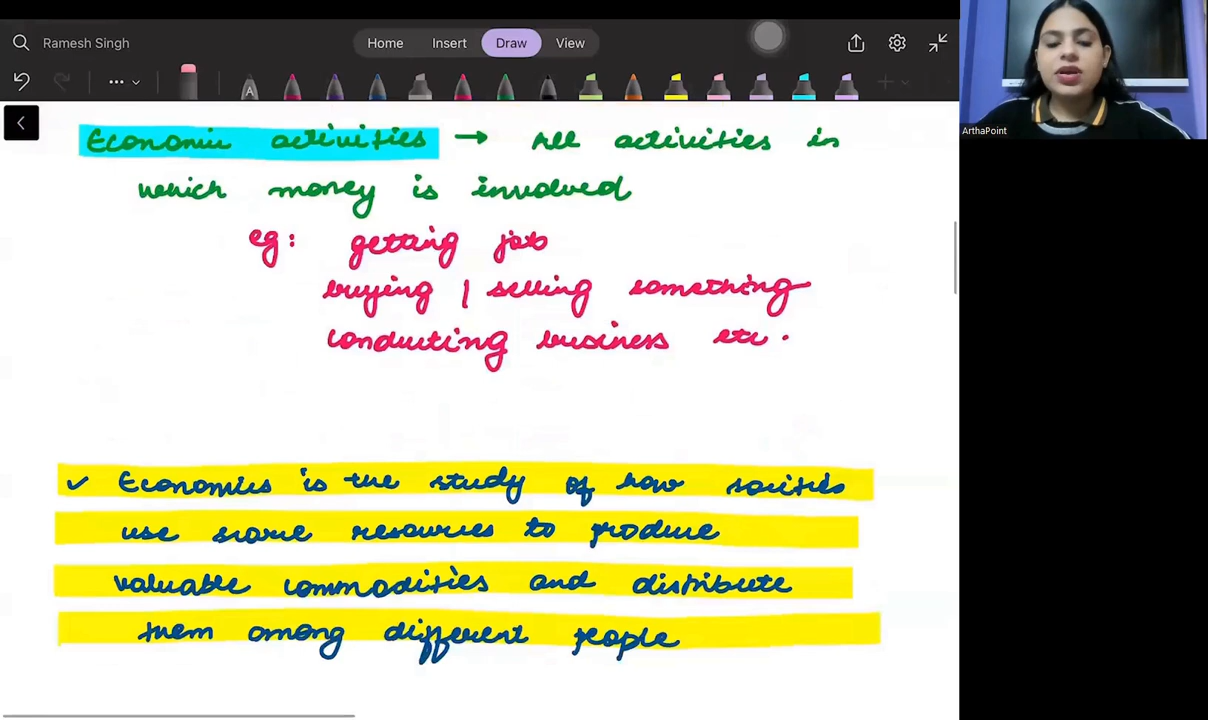 Ramesh Singh
Home Insert Draw View
A
ArthaPoint
Economic activities → All activities in
which money is involved
eg: getting job
buying | selling something
conducting business etc.
✓ Economics is the study of how socities
use scarce resources to produce
valuable commodities and distribute
them among different people